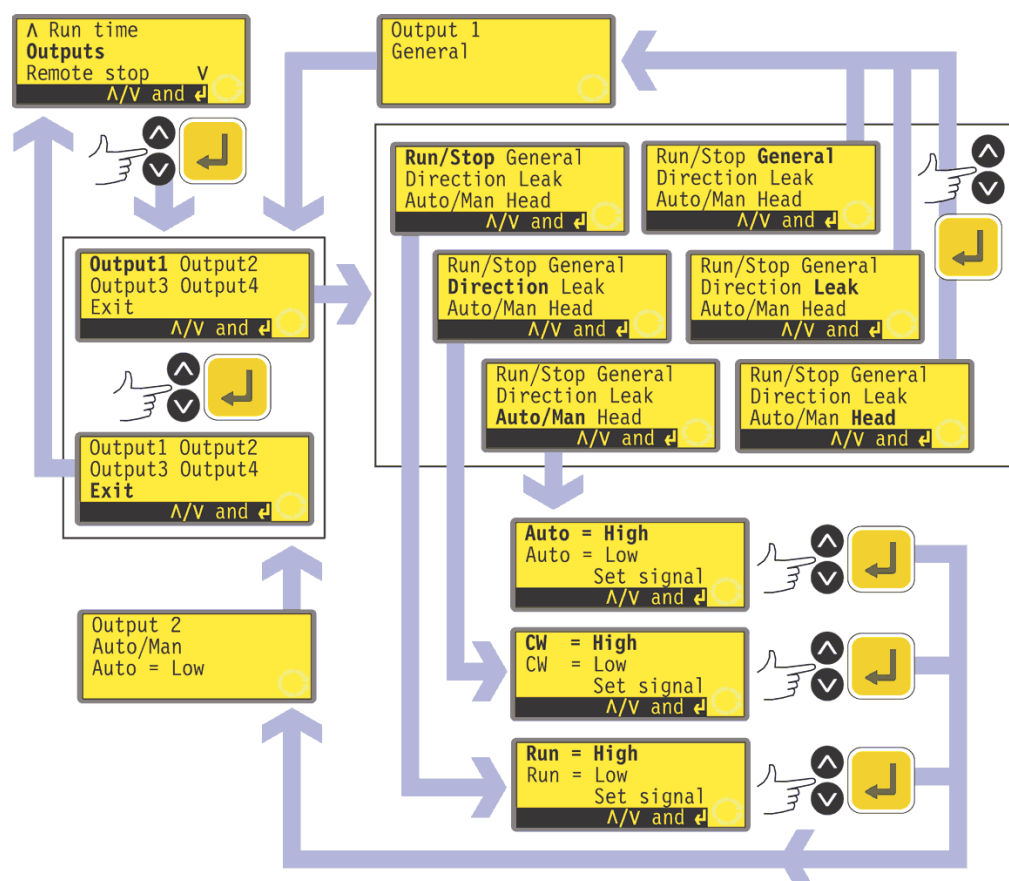 Λ Run time
Outputs
Remote stop V
Λ/V and ↵
Output 1
General
Run/Stop General
Direction Leak
Auto/Man Head
Λ/V and ↵
Run/Stop General
Direction Leak
Auto/Man Head
Λ/V and ↵
Output1 Output2
Output3 Output4
Exit
Λ/V and ↵
Run/Stop General
Direction Leak
Auto/Man Head
Λ/V and ↵
Run/Stop General
Direction Leak
Auto/Man Head
Λ/V and ↵
Run/Stop General
Direction Leak
Auto/Man Head
Λ/V and ↵
Run/Stop General
Direction Leak
Auto/Man Head
Λ/V and ↵
Output1 Output2
Output3 Output4
Exit
Λ/V and ↵
Auto = High
Auto = Low
Set signal
Λ/V and ↵
Output 2
Auto/Man
Auto = Low
CW = High
CW = Low
Set signal
Λ/V and ↵
Run = High
Run = Low
Set signal
Λ/V and ↵